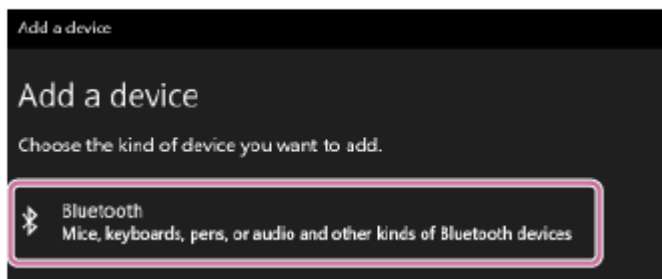 Add a device
Add a device
Choose the kind of device you want to add.
Bluetooth
Mice, keyboards, pens, or audio and other kinds of Bluetooth devices